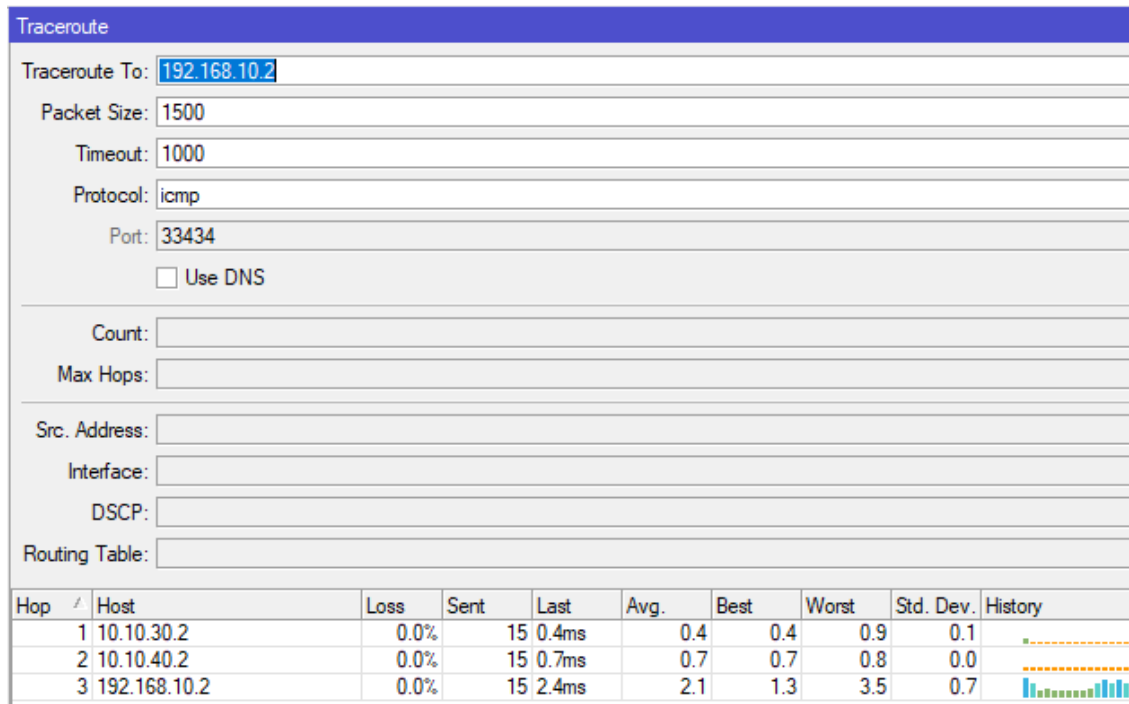 Traceroute
Traceroute To: 192.168.10.2
Packet Size: 1500
Timeout: 1000
Protocol: icmp
Port: 33434
Use DNS
Count:
Max Hops:
Src. Address:
Interface:
DSCP:
Routing Table:
Hop Host Loss Sent Last Avg. Best Worst Std. Dev. History
1 10.10.30.2 0.0% 15 0.4ms 0.4 0.4 0.9 0.1
2 10.10.40.2 0.0% 15 0.7ms 0.7 0.7 0.8 0.0
3 192.168.10.2 0.0% 15 2.4ms 2.1 1.3 3.5 0.7